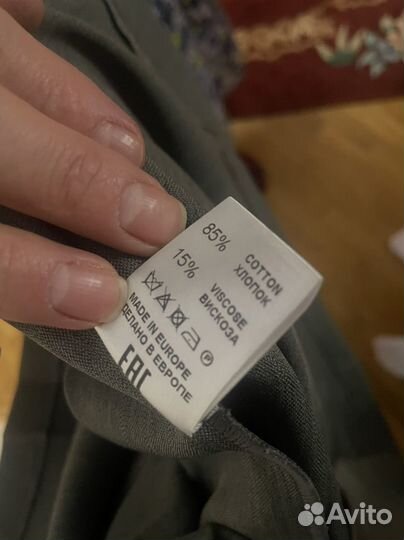 85% COTTON
ХЛОПОК
15% VISCOSE
ВИСКОЗА
MADE IN EUROPE
СДЕЛАНО В ЕВРОПЕ
EAC
Avito